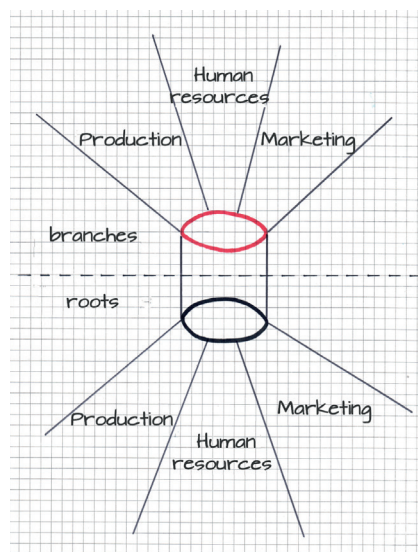 Human
resources
Production
Marketing
branches
roots
Production
Marketing
Human
resources